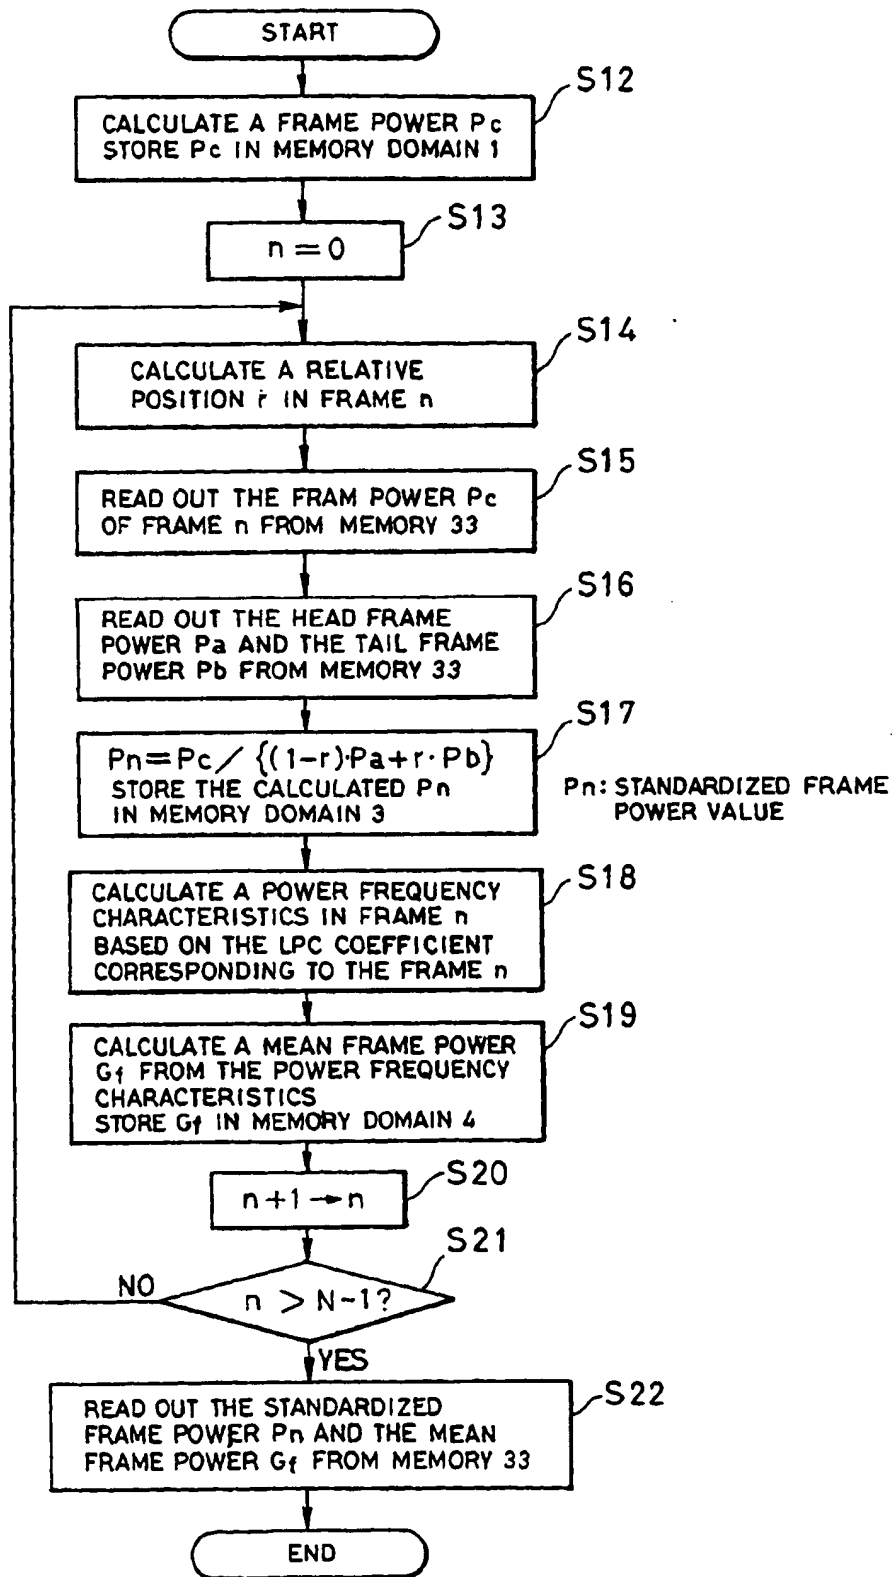 START
S12
CALCULATE A FRAME POWER Pc
STORE Pc IN MEMORY DOMAIN 1
S13
n = 0
S14
CALCULATE A RELATIVE
POSITION r IN FRAME n
S15
READ OUT THE FRAM POWER Pc
OF FRAME n FROM MEMORY 33
S16
READ OUT THE HEAD FRAME
POWER Pa AND THE TAIL FRAME
POWER Pb FROM MEMORY 33
S17
Pn=Pc/{(1-r)·Pa+r·Pb}
STORE THE CALCULATED Pn
IN MEMORY DOMAIN 3
Pn: STANDARDIZED FRAME
POWER VALUE
S18
CALCULATE A POWER FREQUENCY
CHARACTERISTICS IN FRAME n
BASED ON THE LPC COEFFICIENT
CORRESPONDING TO THE FRAME n
S19
CALCULATE A MEAN FRAME POWER
Gf FROM THE POWER FREQUENCY
CHARACTERISTICS
STORE Gf IN MEMORY DOMAIN 4
S20
n+1→n
S21
NO
n > N-1?
YES
S22
READ OUT THE STANDARDIZED
FRAME POWER Pn AND THE MEAN
FRAME POWER Gf FROM MEMORY 33
END